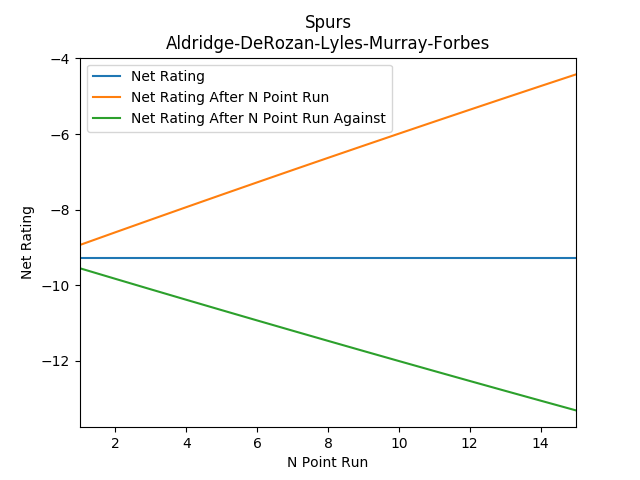 Spurs
Aldridge-DeRozan-Lyles-Murray-Forbes
Net Rating
Net Rating After N Point Run
Net Rating After N Point Run Against
−4
−6
−8
−10
−12
Net Rating
2
4
6
8
10
12
14
N Point Run